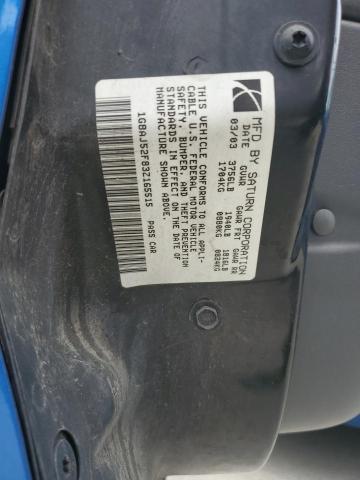 MFD BY SATURN CORPORATION
DATE GVWR GAWR FRT GAWR RR
03/03 3756LB 1940LB 1816LB
1704KG 0880KG 0824KG
THIS VEHICLE CONFORMS TO ALL APPLI-
CABLE U.S. FEDERAL MOTOR VEHICLE
SAFETY, BUMPER, AND THEFT PREVENTION
STANDARDS IN EFFECT ON THE DATE OF
MANUFACTURE SHOWN ABOVE.
1G8AJ52F83Z165515 PASS CAR